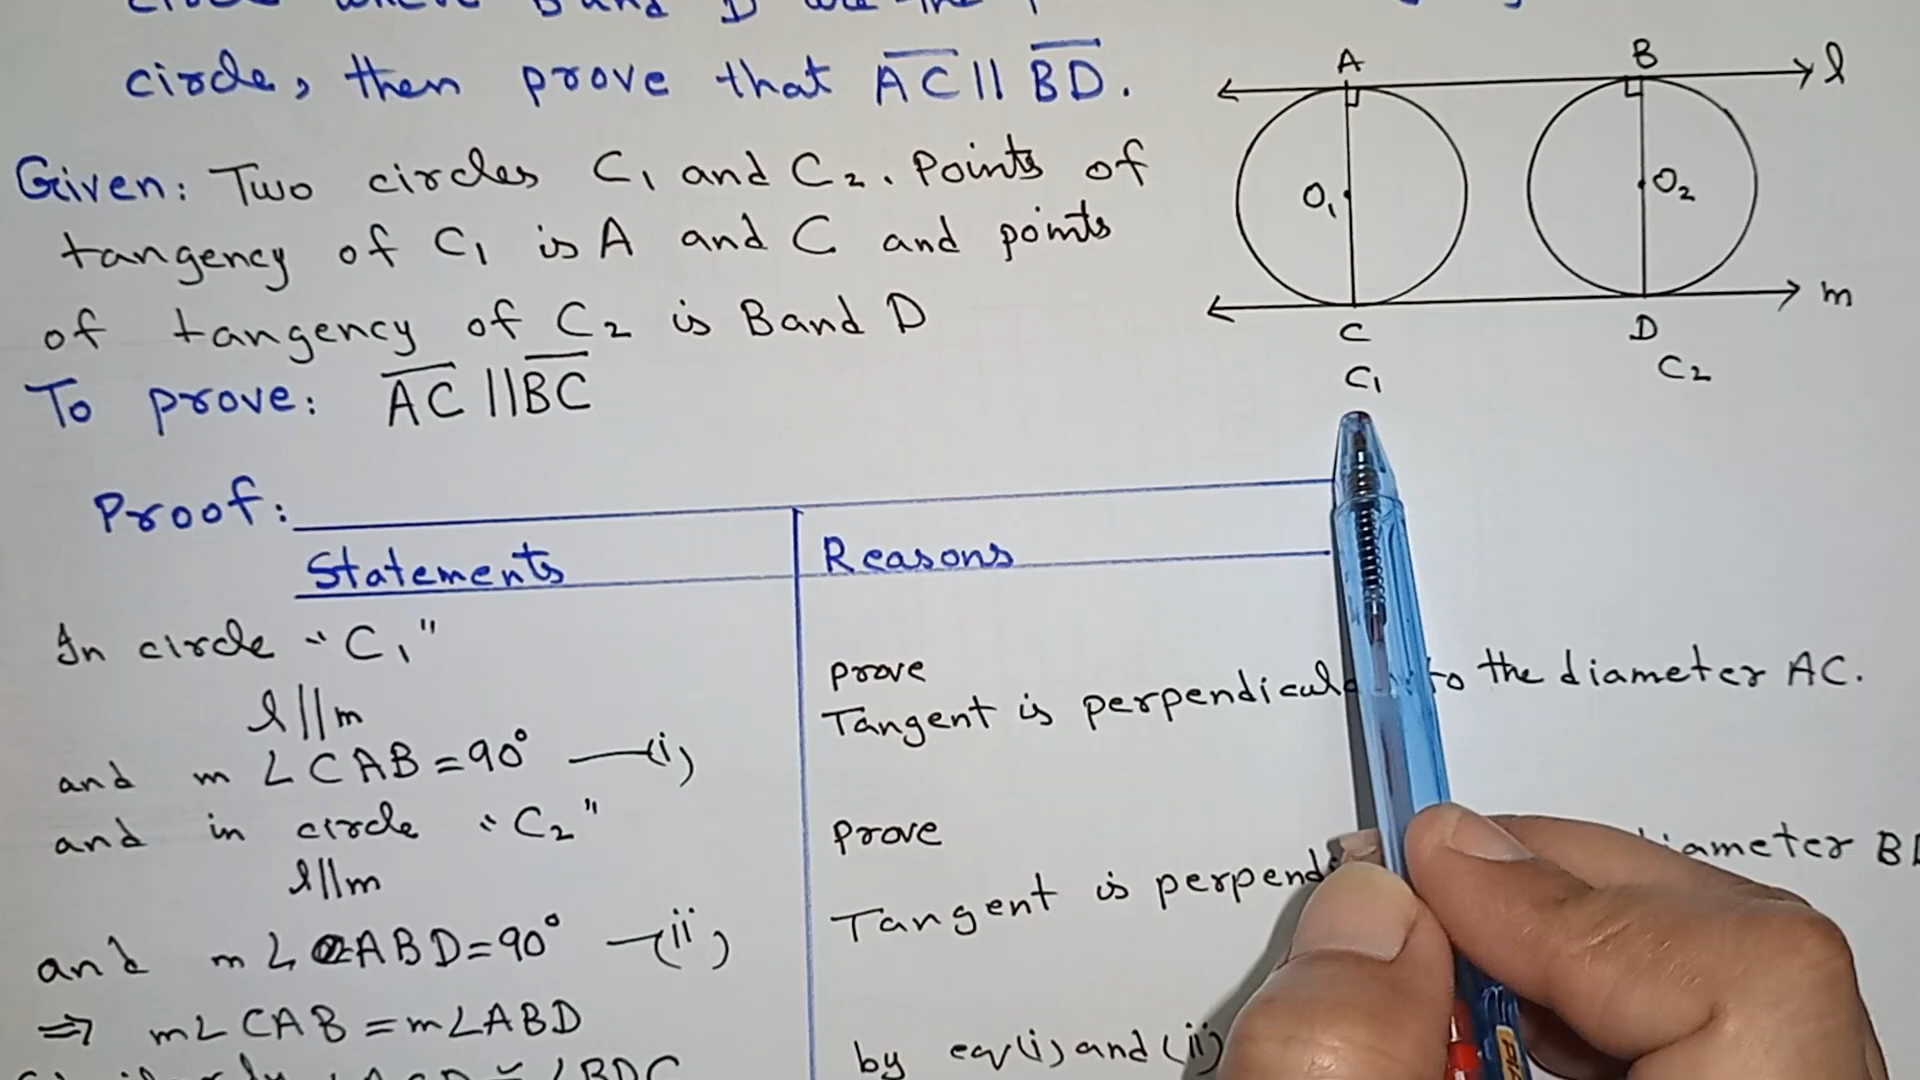 circle, then prove that AC || BD.
Given: Two circles C₁ and C₂. Points of
tangency of C₁ is A and C and points
of tangency of C₂ is B and D
To prove: AC || BC
A
B
l
O₁
O₂
C
D
m
C₁
C₂
Proof:
Statements
Reasons
In circle "C₁"
l || m
prove
and m∠CAB = 90° —(i)
Tangent is to the diameter AC.
and in circle "C₂"
l || m
prove
and m∠ABD = 90° —(ii)
Tangent is
⇒ m∠CAB = m∠ABD
by eq (i) and (ii)